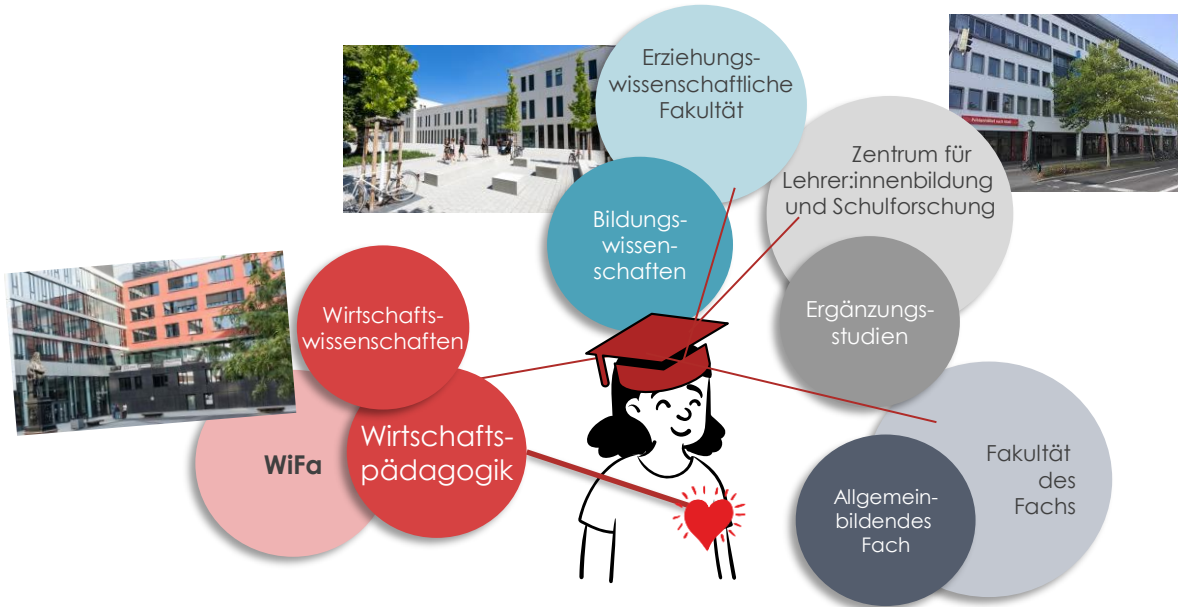 Erziehungs-
wissenschaftliche
Fakultät
Zentrum für
Lehrer:innenbildung
und Schulforschung
Bildungs-
wissen-
schaften
Wirtschafts-
wissenschaften
Ergänzungs-
studien
Wirtschafts-
pädagogik
WiFa
Fakultät
des
Fachs
Allgemein-
bildendes
Fach